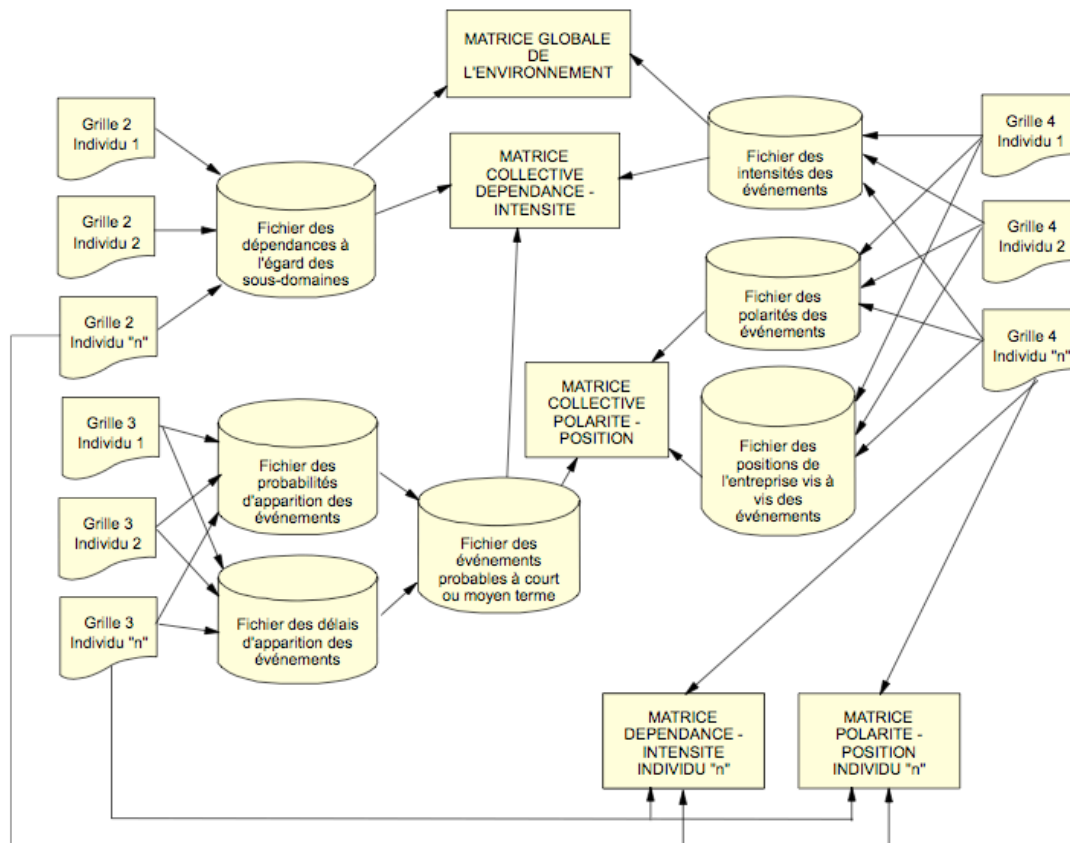 MATRICE GLOBALE
DE
L'ENVIRONNEMENT
Grille 2
Individu 1
Grille 2
Individu 2
Grille 2
Individu "n"
Fichier des
dépendances à
l'égard des
sous-domaines
MATRICE
COLLECTIVE
DEPENDANCE -
INTENSITE
Fichier des
intensités des
événements
Grille 4
Individu 1
Grille 4
Individu 2
Grille 4
Individu "n"
Fichier des
polarités des
événements
MATRICE
COLLECTIVE
POLARITE -
POSITION
Fichier des
positions de
l'entreprise vis à
vis des
événements
Grille 3
Individu 1
Grille 3
Individu 2
Grille 3
Individu "n"
Fichier des
probabilités
d'apparition des
événements
Fichier des délais
d'apparition des
événements
Fichier des
événements
probables à court
ou moyen terme
MATRICE
DEPENDANCE -
INTENSITE
INDIVIDU "n"
MATRICE
POLARITE -
POSITION
INDIVIDU "n"